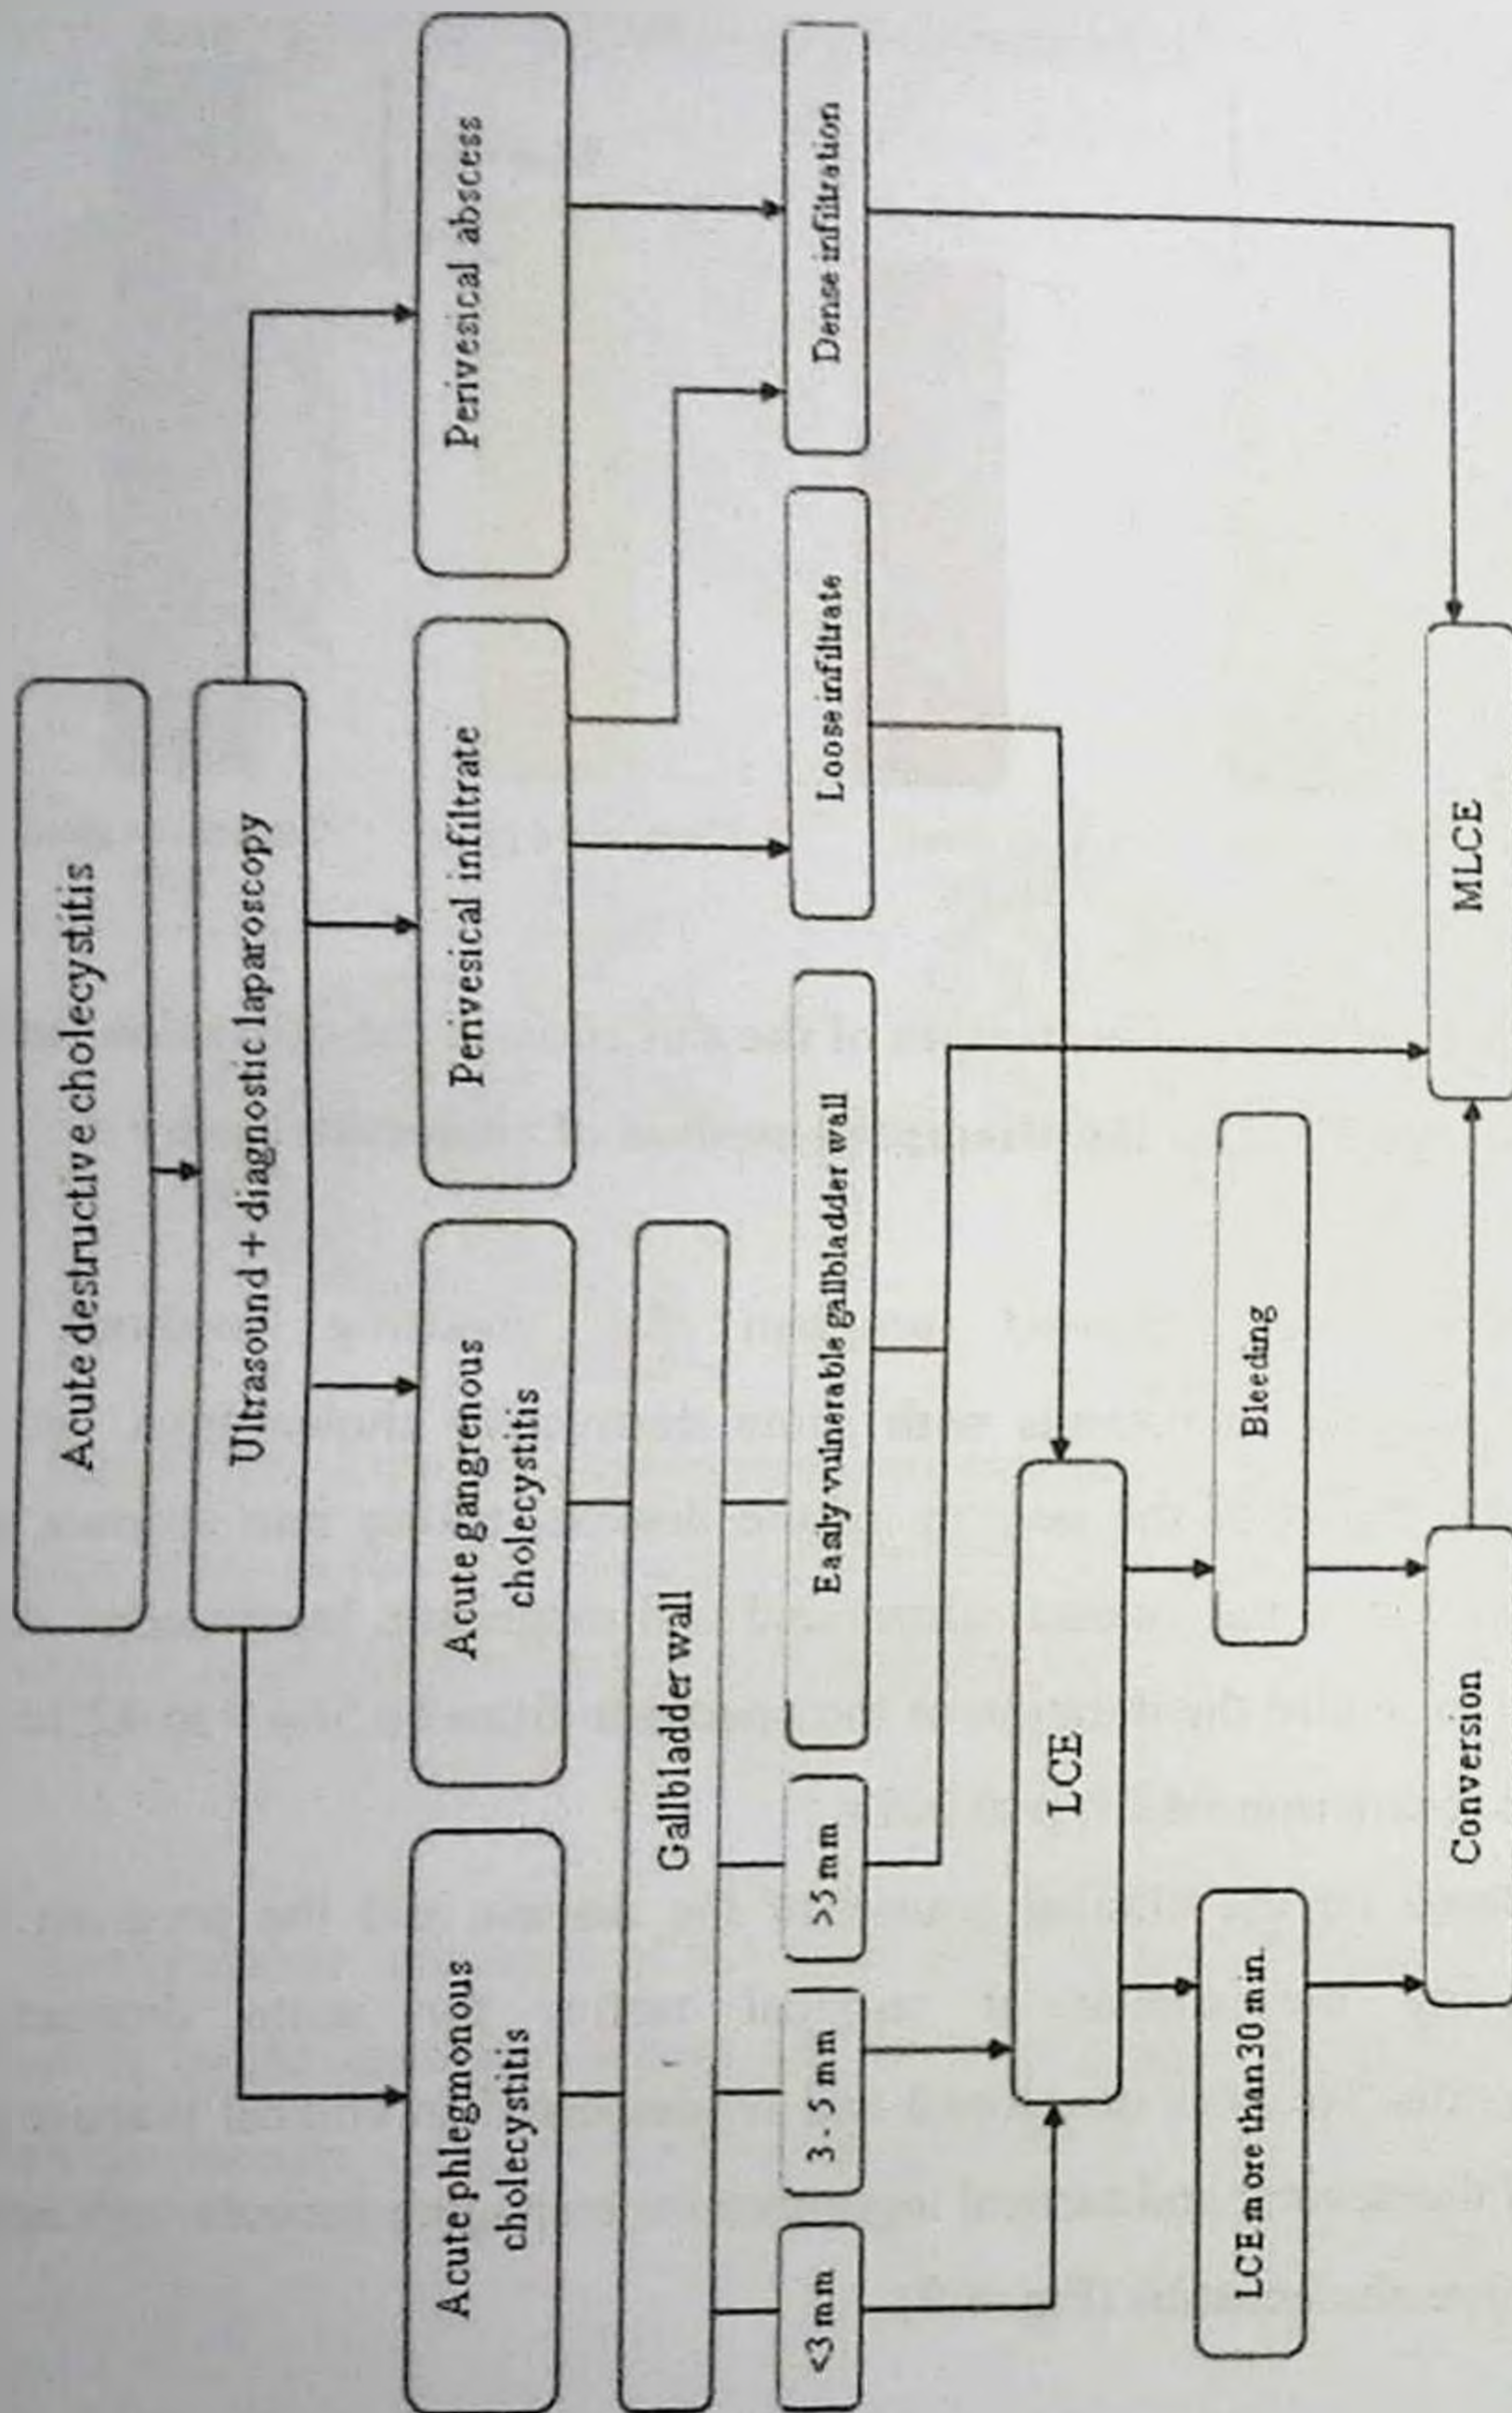 Acute destructive cholecystitis
Ultrasound + diagnostic laparoscopy
Acute phlegmonous
cholecystitis
Acute gangrenous
cholecystitis
Perivesical infiltrate
Perivesical abscess
Gallbladder wall
<3 mm
3 - 5 mm
>5 mm
Easaly vulnerable gallbladder wall
Loose infiltrate
Dense infiltration
LCE
LCE more than 30 min.
Bleeding
Conversion
MLCE